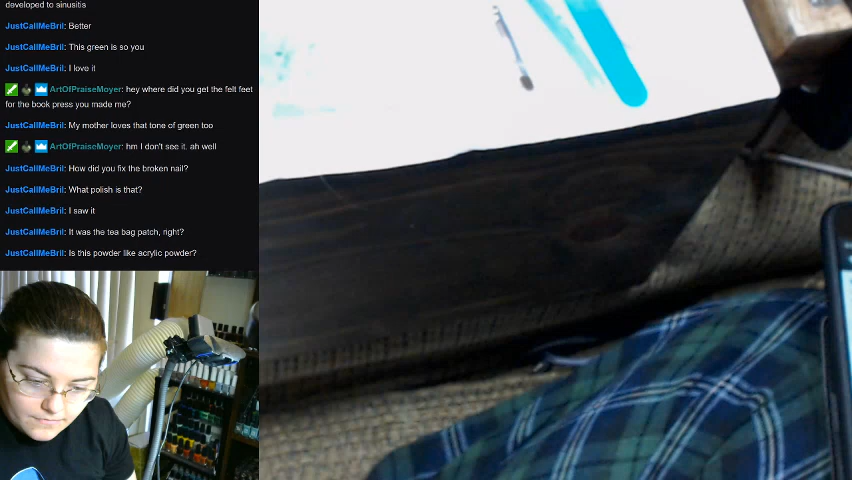 developed to sinusitis
JustCallMeBril: Better
JustCallMeBril: This green is so you
JustCallMeBril: I love it
ArtOfPraiseMoyer: hey where did you get the felt feet
for the book press you made me?
JustCallMeBril: My mother loves that tone of green too
ArtOfPraiseMoyer: hm I don't see it, ah well
JustCallMeBril: How did you fix the broken nail?
JustCallMeBril: What polish is that?
JustCallMeBril: I saw it
JustCallMeBril: It was the tea bag patch, right?
JustCallMeBril: Is this powder like acrylic powder?